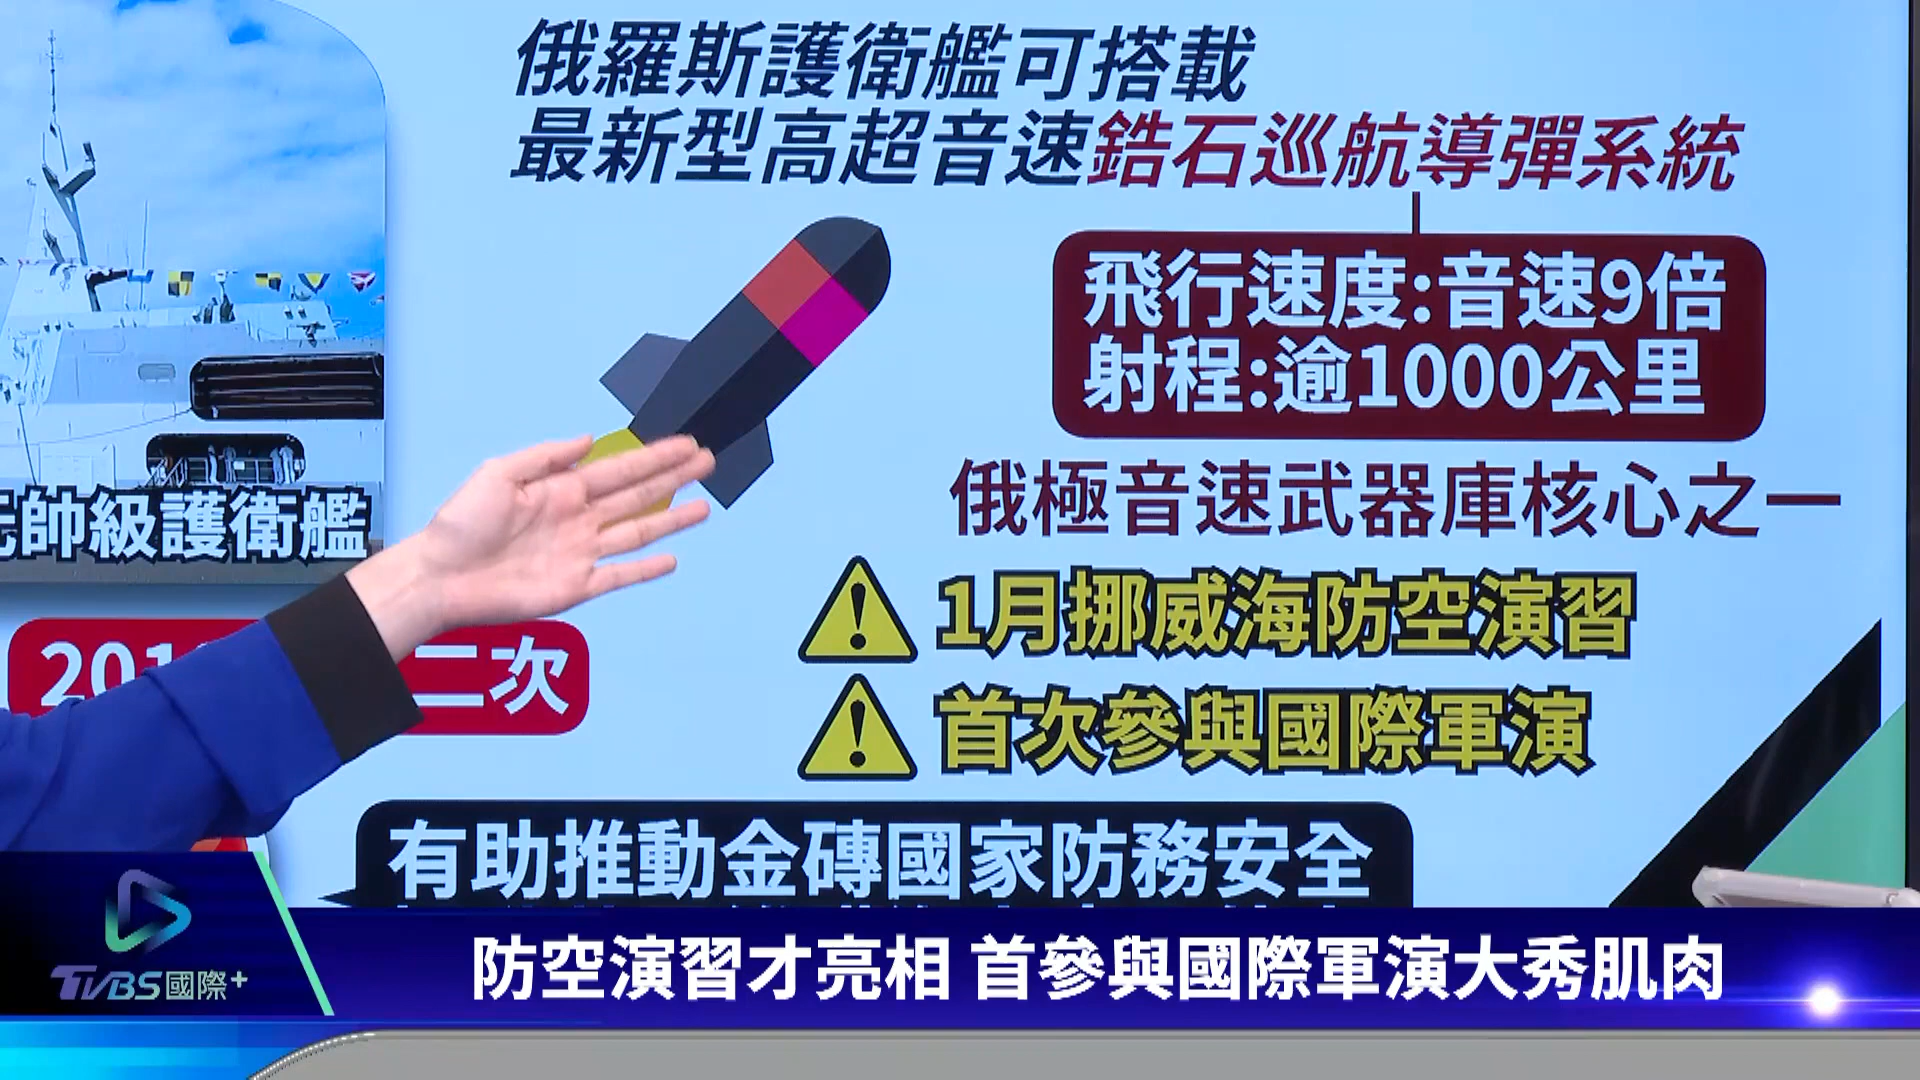 俄羅斯護衛艦可搭載
最新型高超音速鋯石巡航導彈系統
飛行速度:音速9倍
射程:逾1000公里
俄極音速武器庫核心之一
帥級護衛艦
1月挪威海防空演習
首次參與國際軍演
二次
有助推動金磚國家防務安全
TVBS國際+
防空演習才亮相 首參與國際軍演大秀肌肉